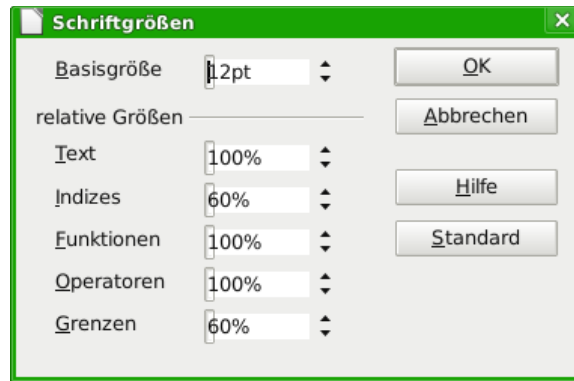 Schriftgrößen
Basisgröße 12pt OK
relative Größen Abbrechen
Text 100%
Indizes 60% Hilfe
Funktionen 100% Standard
Operatoren 100%
Grenzen 60%